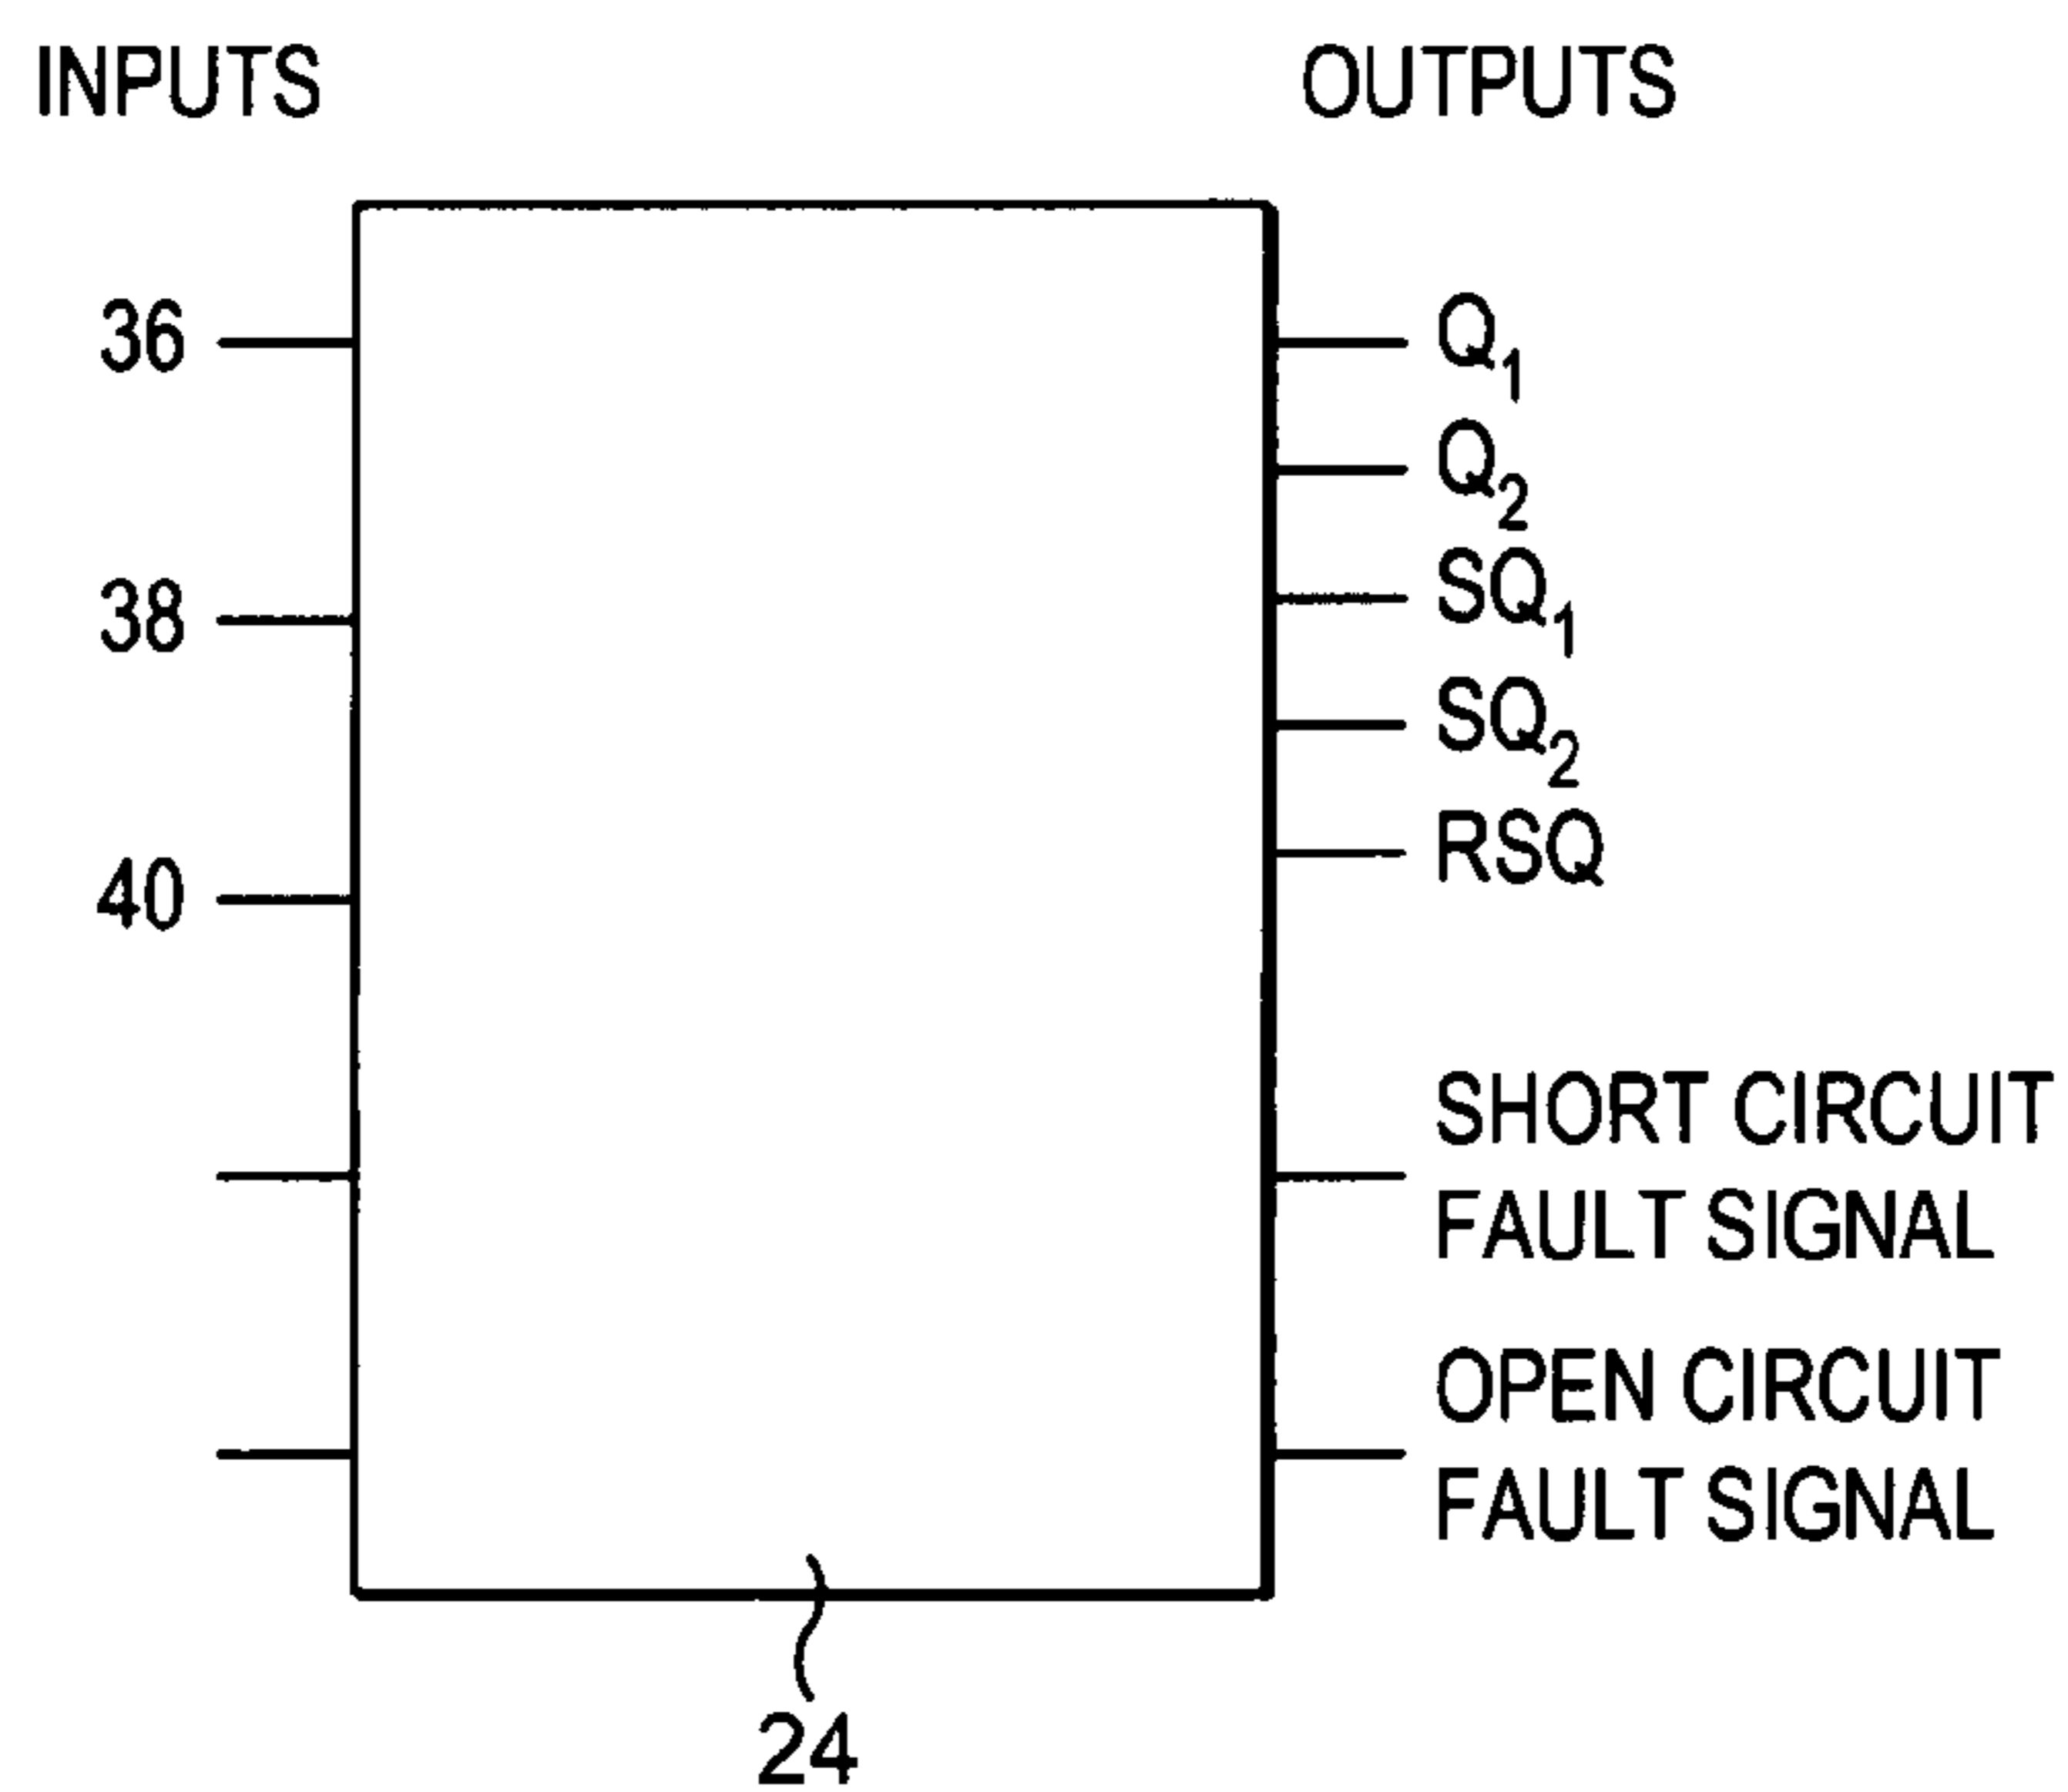 INPUTS
OUTPUTS
36
38
40
Q1
Q2
SQ1
SQ2
RSQ
SHORT CIRCUIT
FAULT SIGNAL
OPEN CIRCUIT
FAULT SIGNAL
24